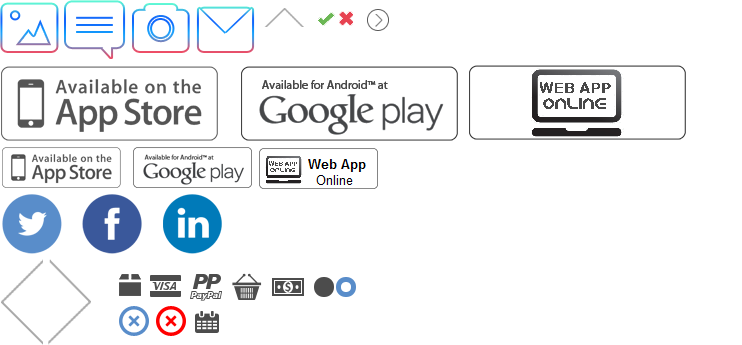 Available on the
App Store
Available for Android™ at
Google play
WEB APP
ONLINE
Available on the
App Store
Available for Android™ at
Google play
WEB APP
ONLINE
Web App
Online
f
in
VISA
PP
PayPal
$